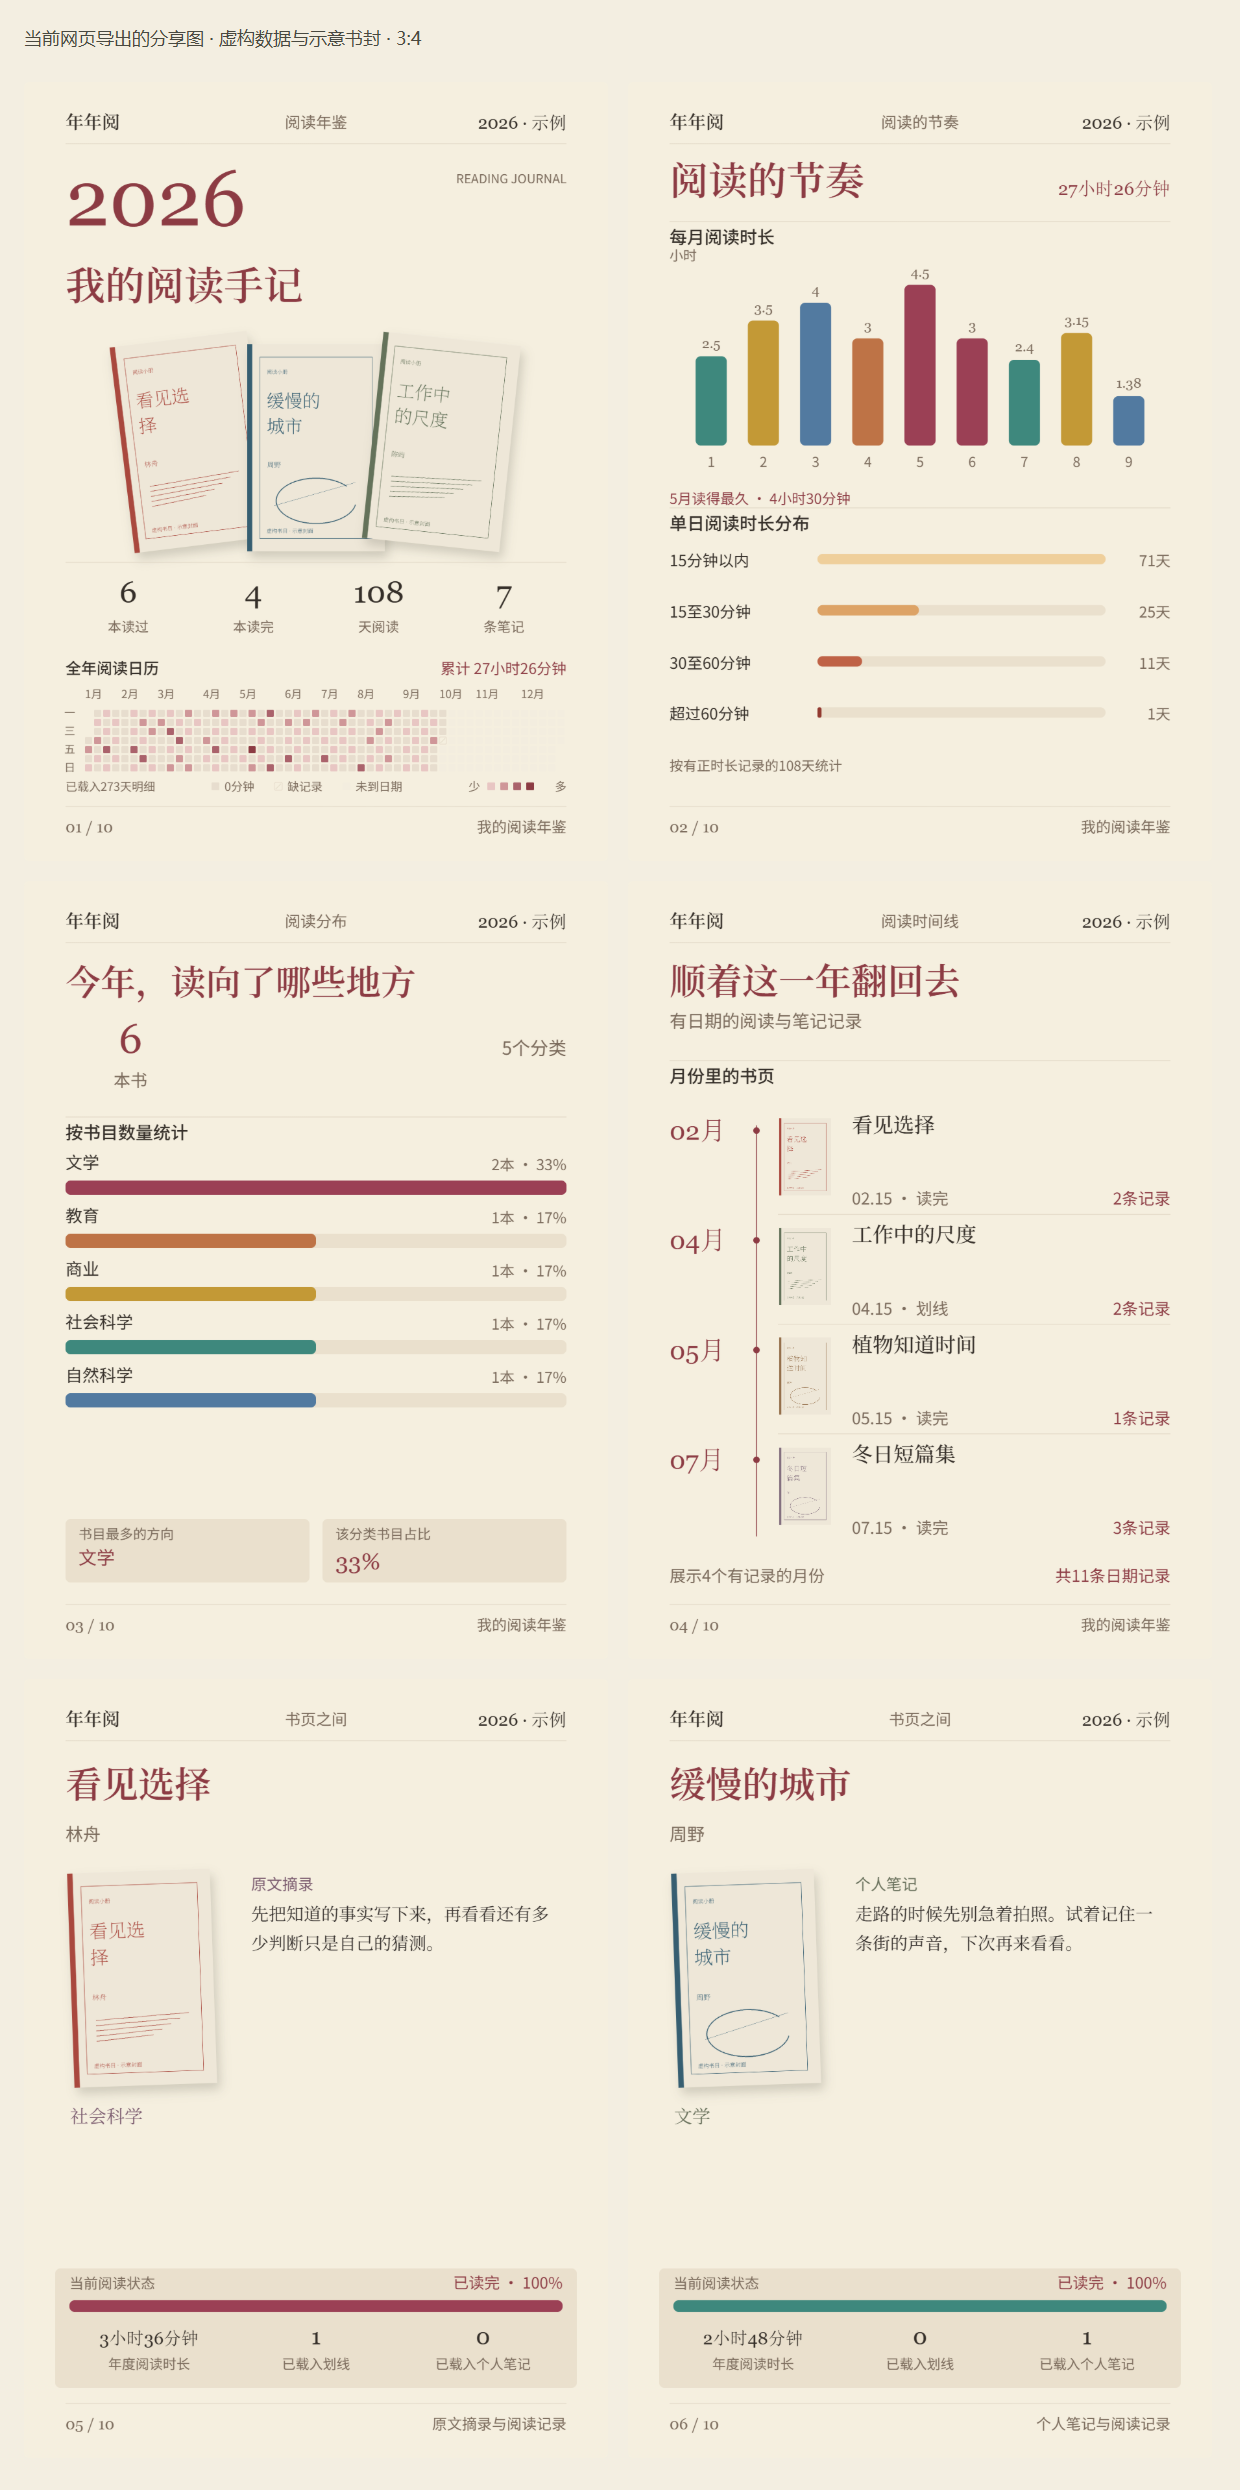 当前网页导出的分享图 · 虚构数据与示意书封 · 3:4
年年阅
阅读年鉴
2026 · 示例
2026
READING JOURNAL
我的阅读手记
看见选
择
林舟
缓慢的
城市
周野
工作中
的尺度
6
4
108
7
本读过
本读完
天阅读
条笔记
全年阅读日历
累计 27小时26分钟
1月 2月 3月 4月 5月 6月 7月 8月 9月 10月 11月 12月
一
三
五
日
已载入273天明细
0分钟
缺记录
未到日期
少
多
01 / 10
我的阅读年鉴
年年阅
阅读的节奏
2026 · 示例
阅读的节奏
27小时26分钟
每月阅读时长
小时
2.5
3.5
4
3
4.5
3
2.4
3.15
1.38
1 2 3 4 5 6 7 8 9
5月读得最久 · 4小时30分钟
单日阅读时长分布
15分钟以内
71天
15至30分钟
25天
30至60分钟
11天
超过60分钟
1天
按有正时长记录的108天统计
02 / 10
我的阅读年鉴
年年阅
阅读分布
2026 · 示例
今年，读向了哪些地方
6
本书
5个分类
按书目数量统计
文学
2本 · 33%
教育
1本 · 17%
商业
1本 · 17%
社会科学
1本 · 17%
自然科学
1本 · 17%
书目最多的方向
文学
该分类书目占比
33%
03 / 10
我的阅读年鉴
年年阅
阅读时间线
2026 · 示例
顺着这一年翻回去
有日期的阅读与笔记记录
月份里的书页
02月
看见选择
02.15 · 读完
2条记录
04月
工作中的尺度
04.15 · 划线
2条记录
05月
植物知道时间
05.15 · 读完
1条记录
07月
冬日短篇集
07.15 · 读完
3条记录
展示4个有记录的月份
共11条日期记录
04 / 10
我的阅读年鉴
年年阅
书页之间
2026 · 示例
看见选择
林舟
看见选
择
林舟
虚构书目 · 示意封面
原文摘录
先把知道的事实写下来，再看看还有多
少判断只是自己的猜测。
社会科学
当前阅读状态
已读完 · 100%
3小时36分钟
1
0
年度阅读时长
已载入划线
已载入个人笔记
05 / 10
原文摘录与阅读记录
年年阅
书页之间
2026 · 示例
缓慢的城市
周野
缓慢的
城市
周野
虚构书目 · 示意封面
个人笔记
走路的时候先别急着拍照。试着记住一
条街的声音，下次再来看看。
文学
当前阅读状态
已读完 · 100%
2小时48分钟
0
1
年度阅读时长
已载入划线
已载入个人笔记
06 / 10
个人笔记与阅读记录